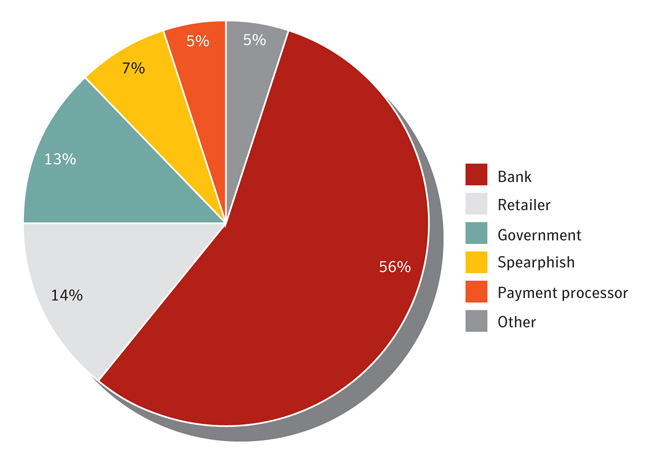 5%
5%
7%
13%
14%
56%
Bank
Retailer
Government
Spearphish
Payment processor
Other